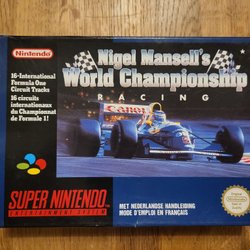 Nintendo
Nigel Mansell's
World Championship
RACING
16-International
Formula One
Circuit Tracks
16 circuits
internationaux
du Championnat
de Formule 1!
Canon
SUPER NINTENDO
ENTERTAINMENT SYSTEM
MET NEDERLANDSE HANDLEIDING
MODE D'EMPLOI EN FRANÇAIS